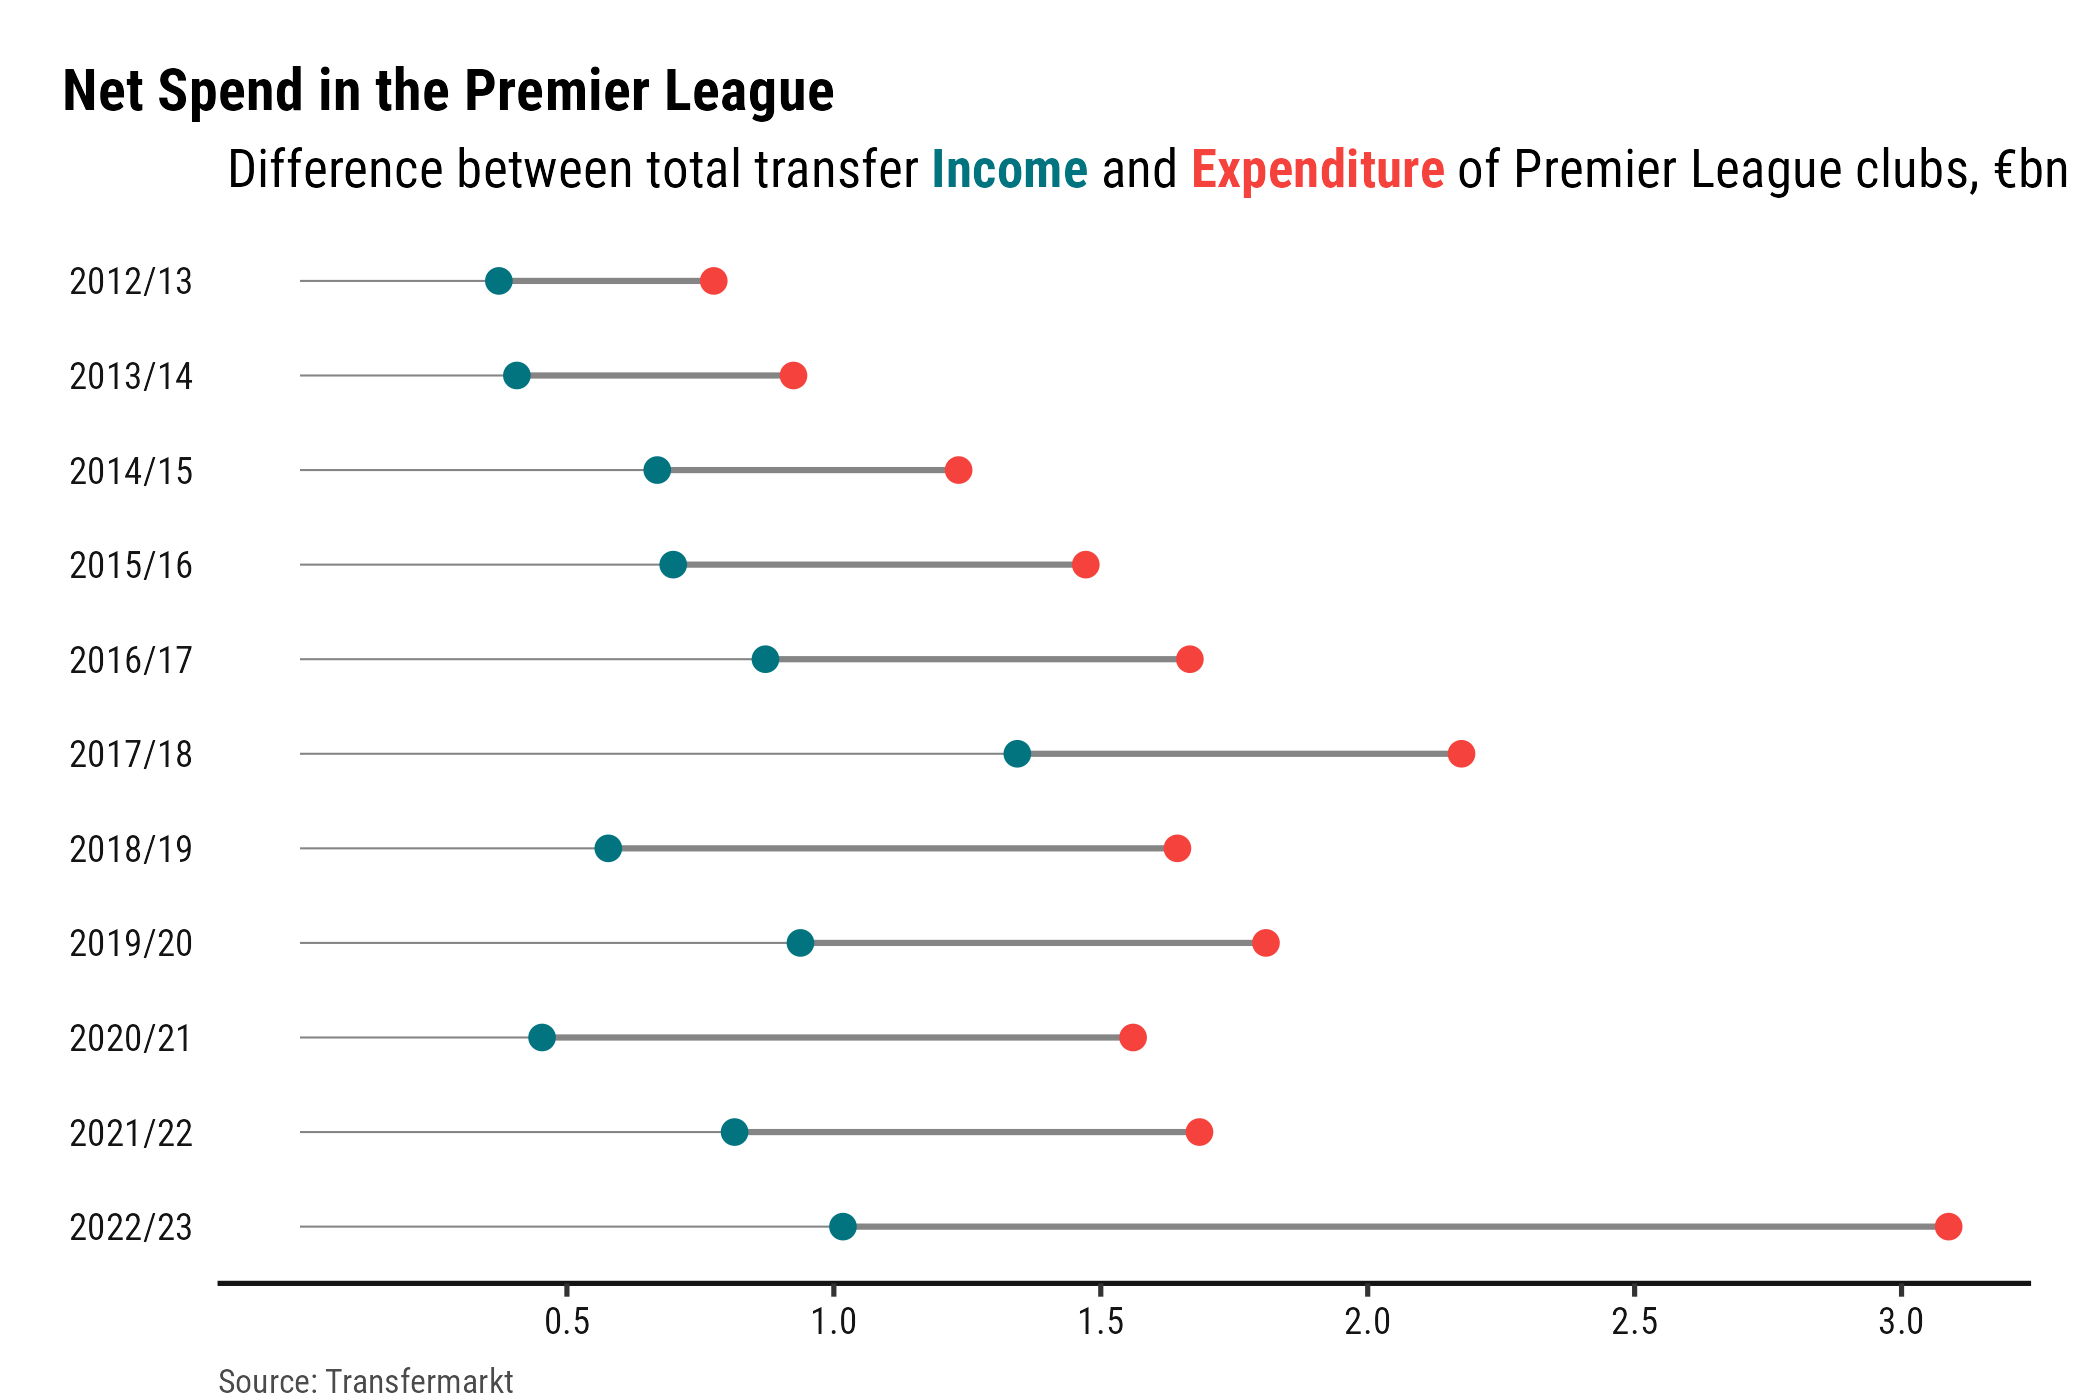 Net Spend in the Premier League
Difference between total transfer Income and Expenditure of Premier League clubs, €bn
2012/13
2013/14
2014/15
2015/16
2016/17
2017/18
2018/19
2019/20
2020/21
2021/22
2022/23
0.5 1.0 1.5 2.0 2.5 3.0
Source: Transfermarkt